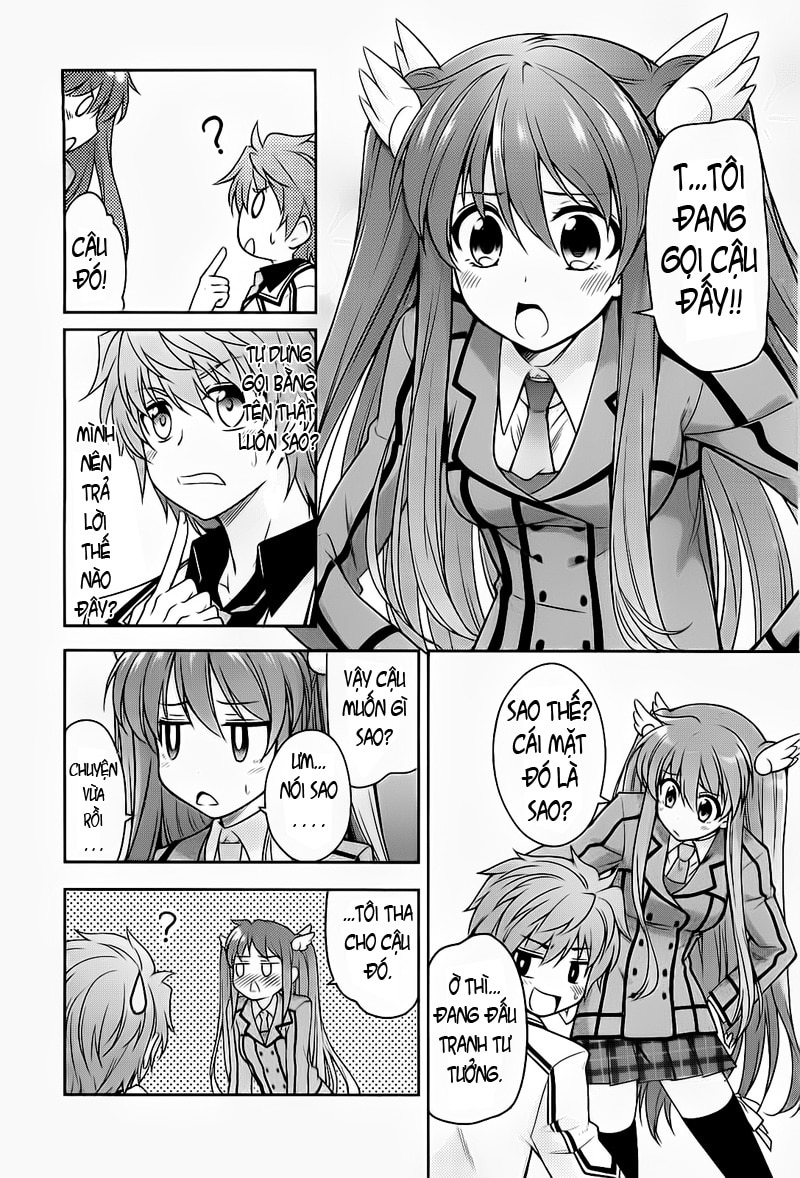 T...TÔI
ĐANG
GỌI CẬU
ĐẤY!!
?
CẬU
ĐÓ!
TỰ DƯNG
GỌI BẰNG
TÊN THẬT
LUÔN SAO?
MÌNH
NÊN
TRẢ
LỜI
THẾ
NÀO
ĐÂY?
SAO THẾ?
CÁI MẶT
ĐÓ LÀ
SAO?
Ờ THÌ...
ĐANG ĐẤU
TRANH TƯ
TƯỞNG.
VẬY CẬU
MUỐN GÌ
SAO?
ƯM...
NÓI SAO
....
CHUYỆN
VỪA
RỒI
...
...TÔI THA
CHO CẬU
ĐÓ.
?